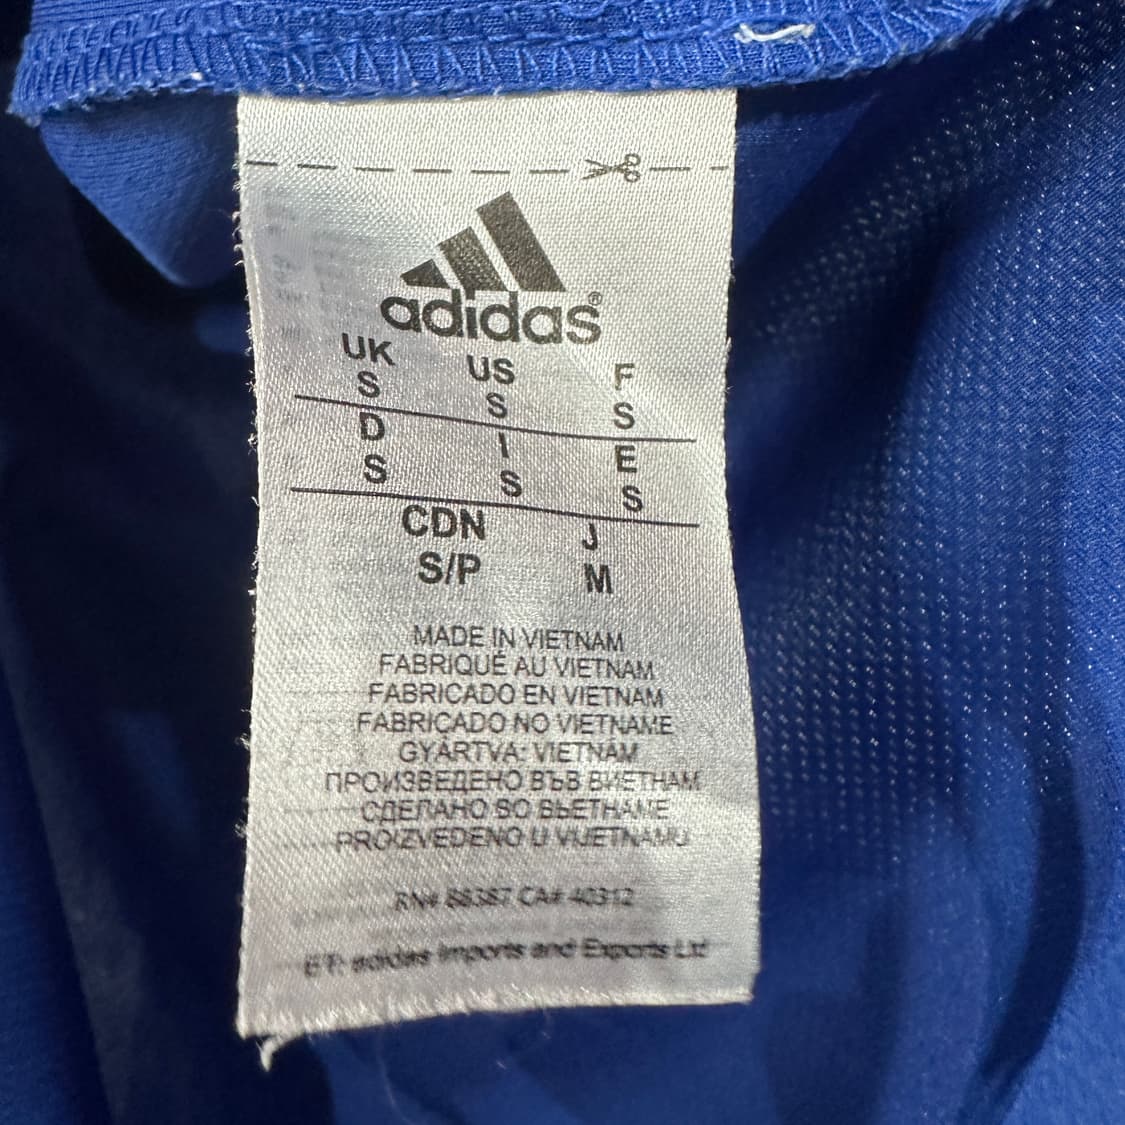 adidas®
UK US F
S S S
D I E
S S S
CDN J
S/P M
MADE IN VIETNAM
FABRIQUÉ AU VIETNAM
FABRICADO EN VIETNAM
FABRICADO NO VIETNAME
GYÁRTVA: VIETNÁM
ПРОИЗВЕДЕНО ВЪВ ВИЕТНАМ
СДЕЛАНО ВО ВЬЕТНАМЕ
PROIZVEDENO U VIJETNAMU
RN# 88387 CA# 40312
adidas Imports and Exports Ltd